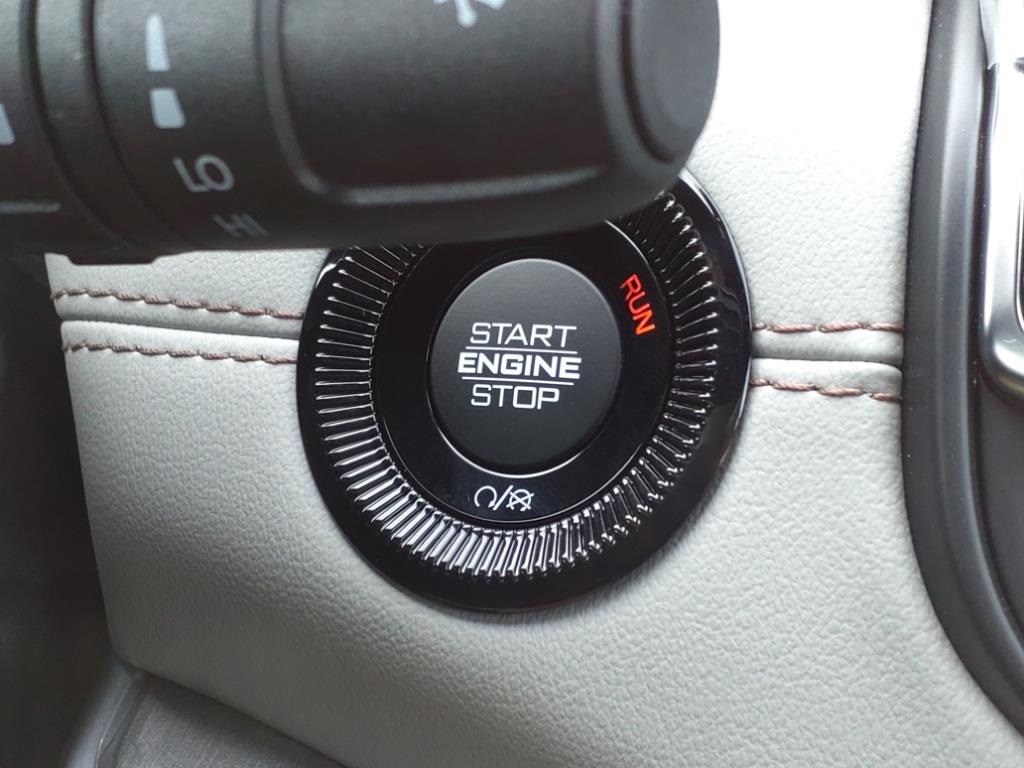 LO
HI
RUN
START
ENGINE
STOP